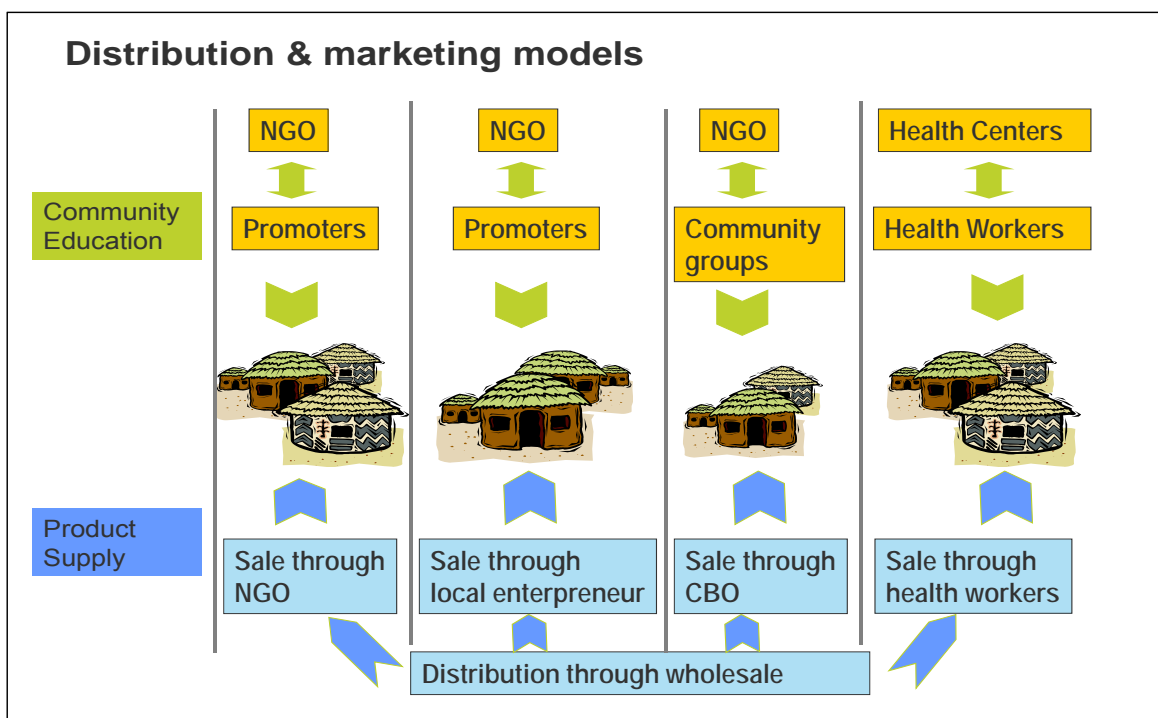 Distribution & marketing models
NGO
NGO
NGO
Health Centers
Community
Education
Promoters
Promoters
Community
groups
Health Workers
Product
Supply
Sale through
NGO
Sale through
local enterpreneur
Sale through
CBO
Sale through
health workers
Distribution through wholesale